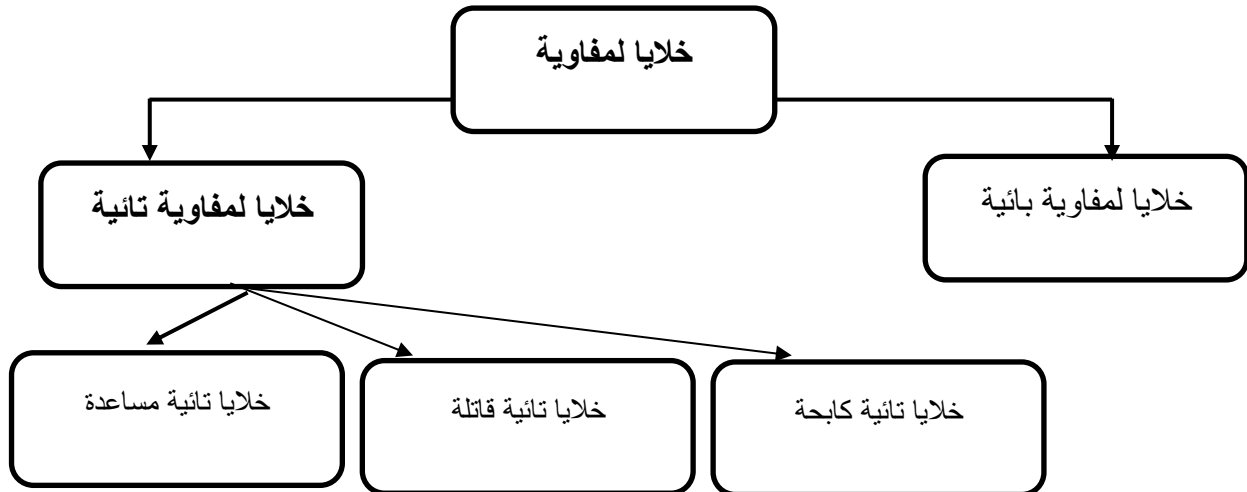 خلايا لمفاوية
خلايا لمفاوية بائية
خلايا لمفاوية تائية
خلايا تائية كابحة
خلايا تائية قاتلة
خلايا تائية مساعدة